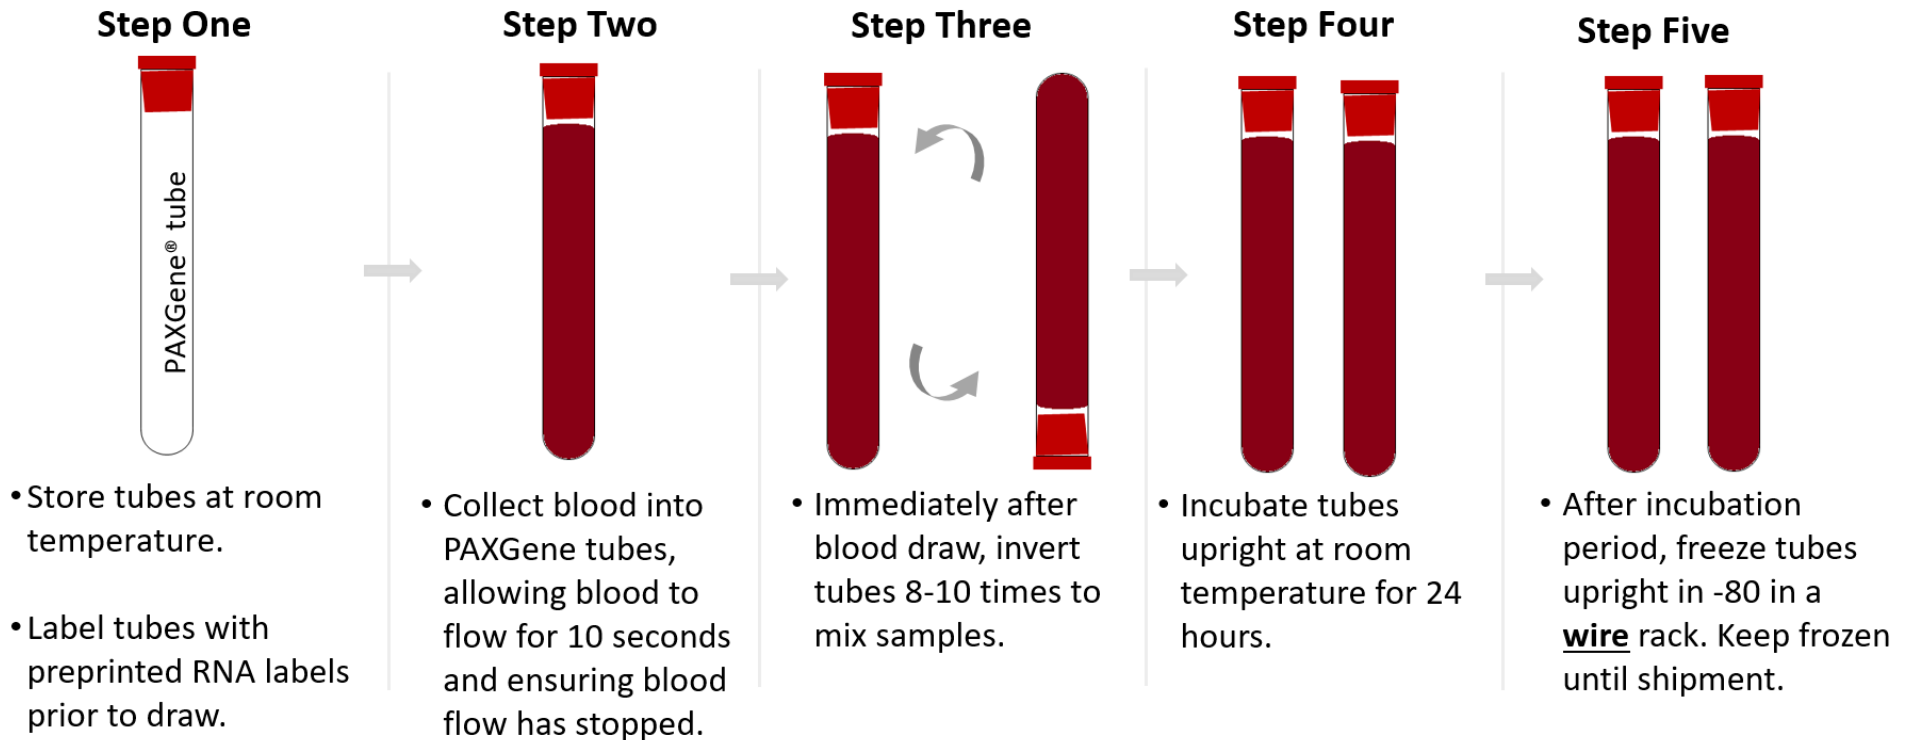 Step One
PAXGene® tube
• Store tubes at room
temperature.
• Label tubes with
preprinted RNA labels
prior to draw.
Step Two
• Collect blood into
PAXGene tubes,
allowing blood to
flow for 10 seconds
and ensuring blood
flow has stopped.
Step Three
• Immediately after
blood draw, invert
tubes 8-10 times to
mix samples.
Step Four
• Incubate tubes
upright at room
temperature for 24
hours.
Step Five
• After incubation
period, freeze tubes
upright in -80 in a
wire rack. Keep frozen
until shipment.